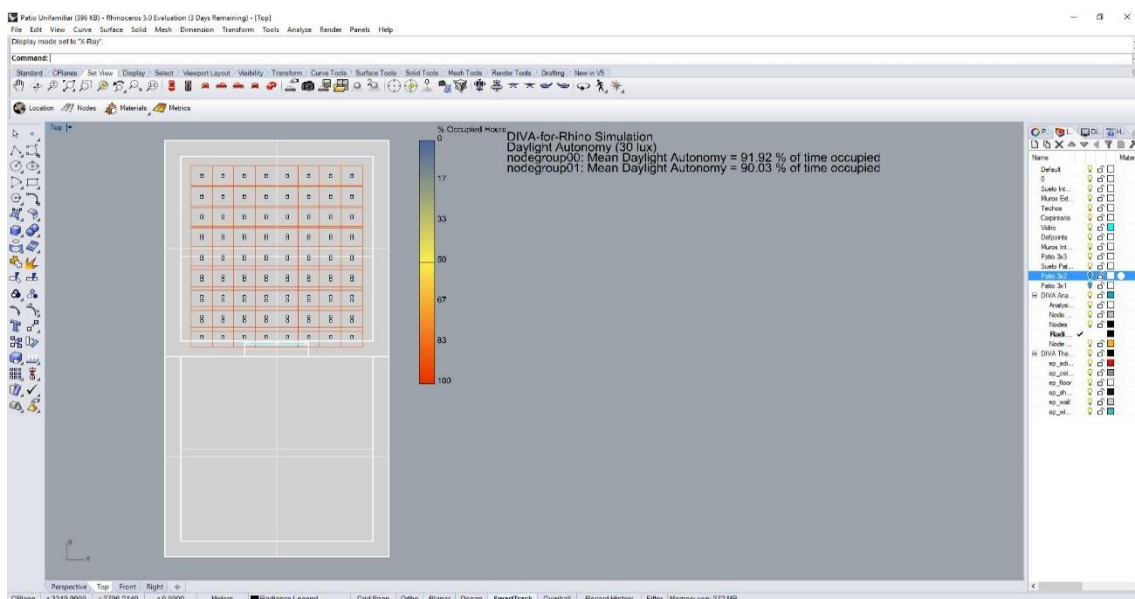 Patio Unifamiliar (396 KB) - Rhinoceros 5.0 Evaluation (3 Days Remaining) - [Top]
File Edit View Curve Surface Solid Mesh Dimension Transform Tools Analyze Render Panels Help
Display mode set to "X-Ray".
Command:
Standard CPlanes Set View Display Select Viewport Layout Visibility Transform Curve Tools Surface Tools Solid Tools Mesh Tools Render Tools Drafting New in V5
Location Nodes Materials Metrics
Top
% Occupied Hours
DIVA-for-Rhino Simulation
Daylight Autonomy (30 lux)
nodegroup00: Mean Daylight Autonomy = 91.92 % of time occupied
nodegroup01: Mean Daylight Autonomy = 90.03 % of time occupied
0
17
33
50
67
83
100
Name Mater
Default
0
Suelo Int...
Muros Ext...
Techos
Carpinteria
Vidrio
Defpoints
Muros Int...
Patio 3x3
Suelo Pat...
Patio 3x2
Patio 3x1
DIVA Ana...
Analysi...
Node ...
Nodes
Radi...
Node ...
DIVA The...
ep_adi...
ep_cei...
ep_floor
ep_sh...
ep_wall
ep_wi...
y
x
Perspective Top Front Right
CPlane Meters Radiance Legend Grid Snap Ortho Planar Osnap SmartTrack Gumball Record History Filter